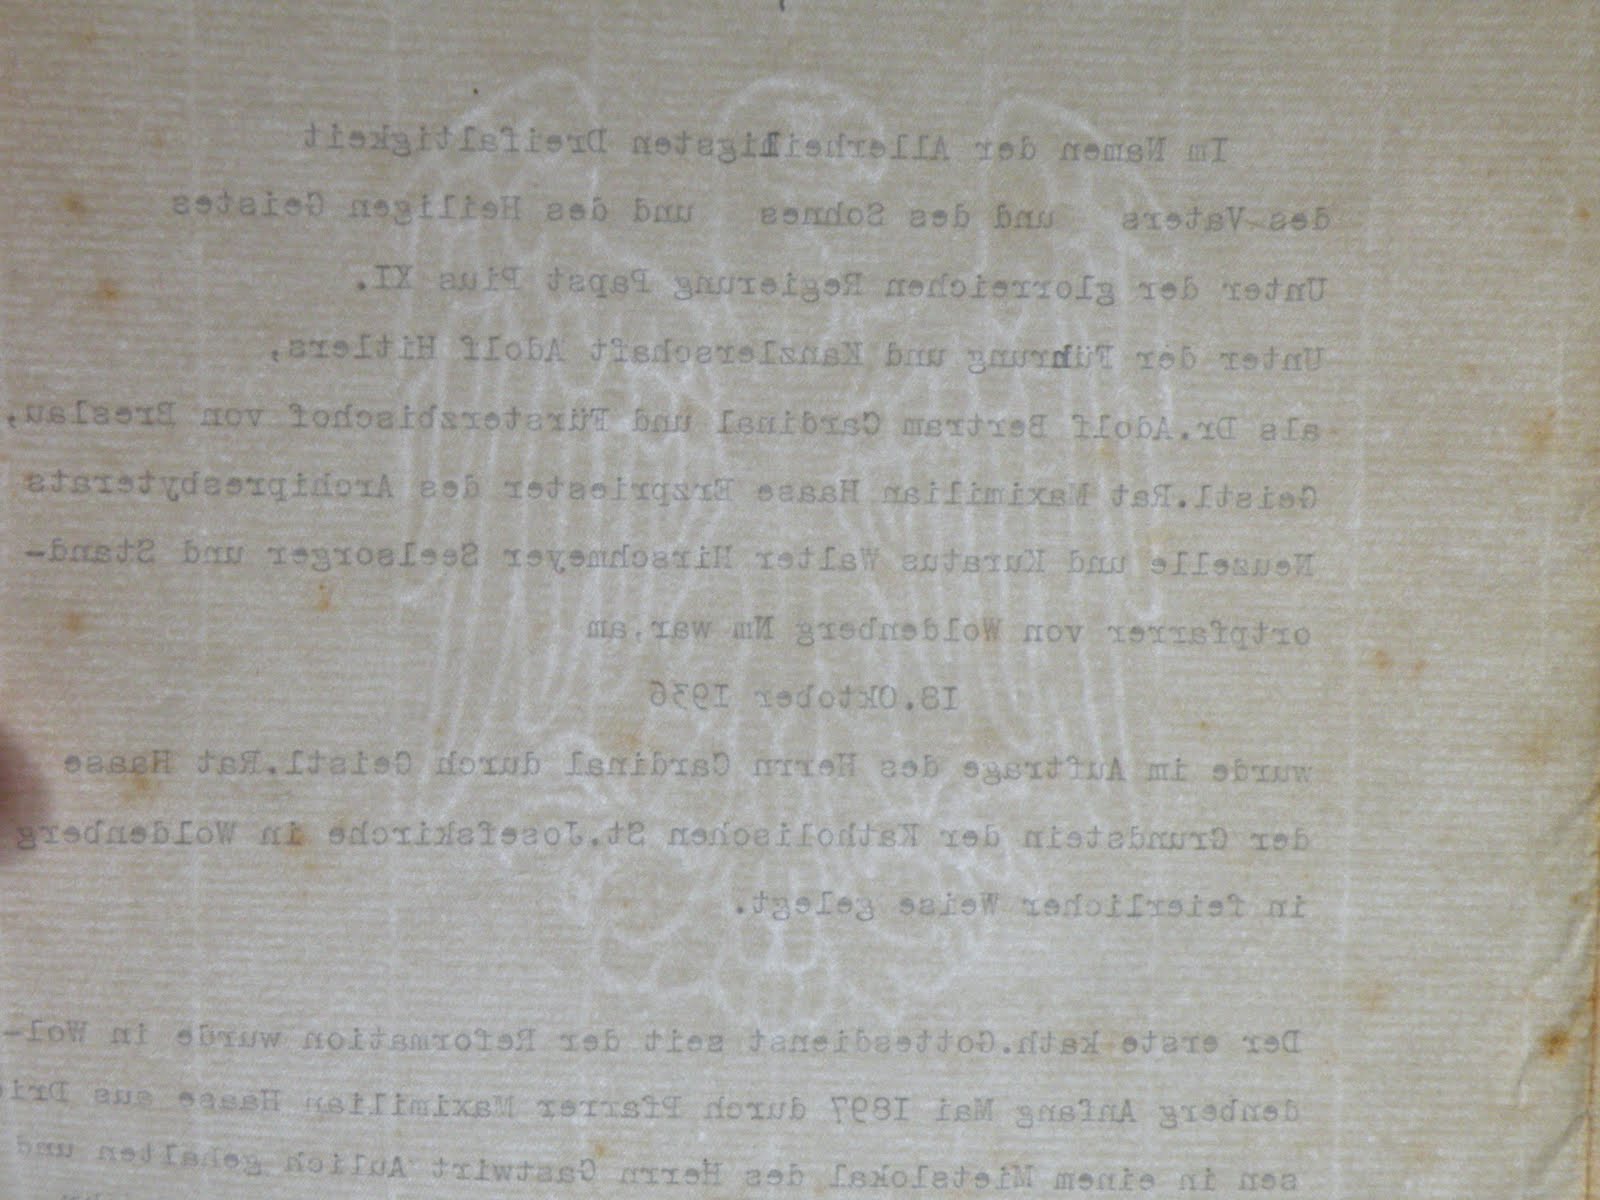 Im Namen der Allerheiligsten Dreifaltigkeit
des Vaters und des Sohnes und des Heiligen Geistes
Unter der glorreichen Regierung Papst Pius XI.
Unter der Führung und Kanzlerschaft Adolf Hitlers,
als Dr.Adolf Bertram Cardinal und Fürsterzbischof von Breslau,
Geistl.Rat Maximilian Haase Erzpriester des Archipresbyterats
Neuzelle und Kuratus Walter Hirschmeyer Seelsorger und Stand-
ortpfarrer von Woldenberg Nm war,am
I8.Oktober I936
wurde im Auftrage des Herrn Cardinal durch Geistl.Rat Haase
der Grundstein der Katholischen St.Josefskirche in Woldenberg
in feierlicher Weise gelegt.
Der erste kath.Gottesdienst seit der Reformation wurde in Wol-
denberg Anfang Mai I897 durch Pfarrer Maximilian Haase aus Drie
sen in einem Mietslokal des Herrn Gastwirt Aulich gehalten und